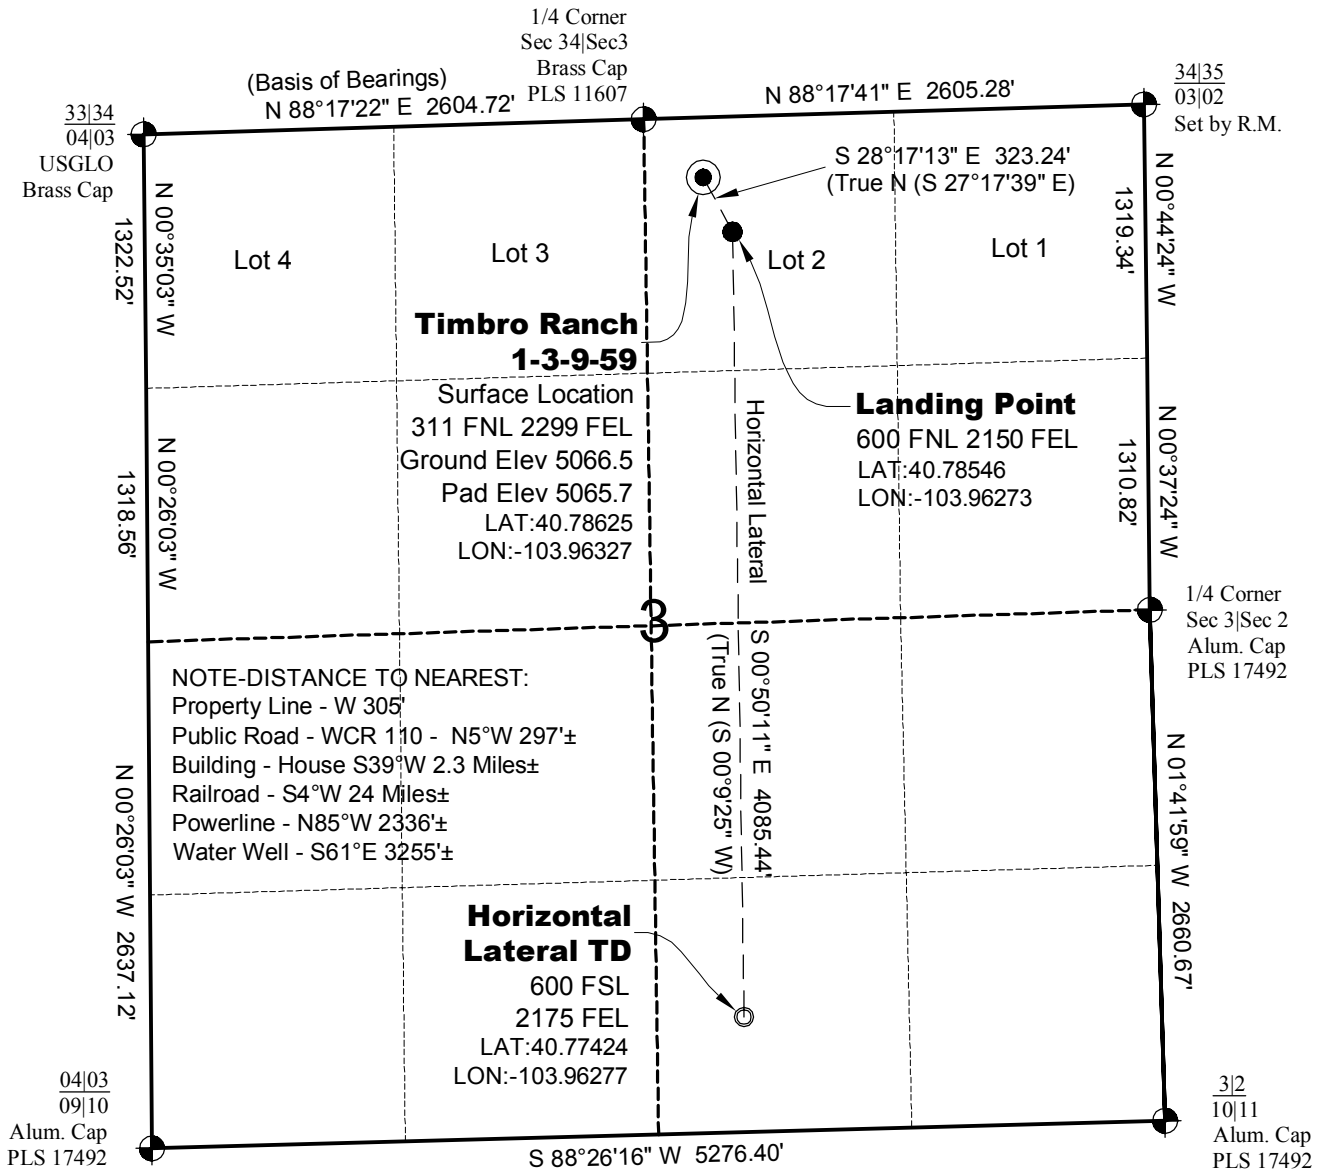 1/4 Corner
Sec 34|Sec3
Brass Cap
PLS 11607
(Basis of Bearings)
N 88°17'22" E 2604.72'
N 88°17'41" E 2605.28'
34|35
03|02
Set by R.M.
33|34
04|03
USGLO
Brass Cap
S 28°17'13" E 323.24'
(True N (S 27°17'39" E)
N 00°35'03" W
1322.52'
N 00°44'24" W
1319.34'
Lot 4
Lot 3
Lot 2
Lot 1
Timbro Ranch
1-3-9-59
Surface Location
311 FNL 2299 FEL
Ground Elev 5066.5
Pad Elev 5065.7
LAT:40.78625
LON:-103.96327
Landing Point
600 FNL 2150 FEL
LAT:40.78546
LON:-103.96273
Horizontal Lateral
N 00°26'03" W
1318.56'
N 00°37'24" W
1310.82'
3
1/4 Corner
Sec 3|Sec 2
Alum. Cap
PLS 17492
NOTE-DISTANCE TO NEAREST:
Property Line - W 305'
Public Road - WCR 110 - N5°W 297'±
Building - House S39°W 2.3 Miles±
Railroad - S4°W 24 Miles±
Powerline - N85°W 2336'±
Water Well - S61°E 3255'±
S 00°50'11" E 4085.44'
(True N (S 00°9'25" W)
N 00°26'03" W 2637.12'
N 01°41'59" W 2660.67'
Horizontal
Lateral TD
600 FSL
2175 FEL
LAT:40.77424
LON:-103.96277
04|03
09|10
Alum. Cap
PLS 17492
S 88°26'16" W 5276.40'
3|2
10|11
Alum. Cap
PLS 17492